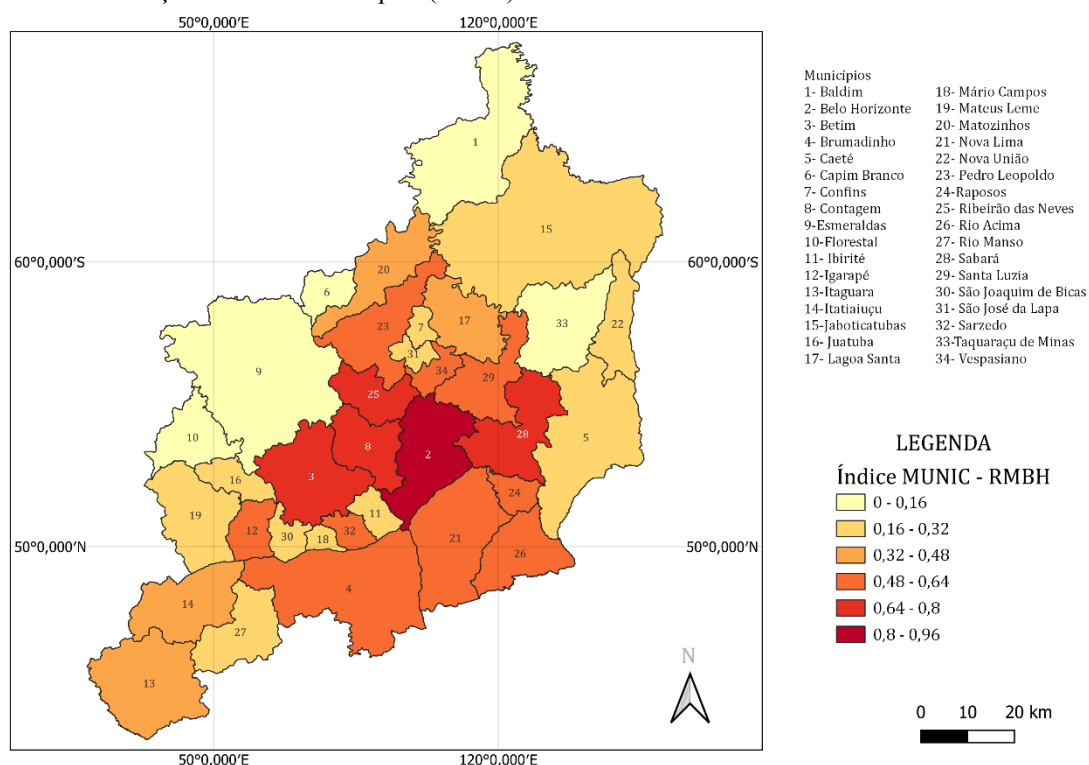 50°0,000′E 120°0,000′E
60°0,000′S 60°0,000′S
50°0,000′N 50°0,000′N
50°0,000′E 120°0,000′E
1
15
20
6
33
22
17
7
23
31
34
29
9
25
10
28
5
2
8
3
16
24
19
11
12
32
30
18
21
26
4
14
27
13
N
Municípios
1- Baldim
2- Belo Horizonte
3- Betim
4- Brumadinho
5- Caeté
6- Capim Branco
7- Confins
8- Contagem
9-Esmeraldas
10-Florestal
11- Ibirité
12-Igarapé
13-Itaguara
14-Itatiaiuçu
15-Jaboticatubas
16- Juatuba
17- Lagoa Santa
18- Mário Campos
19- Mateus Leme
20- Matozinhos
21- Nova Lima
22- Nova União
23- Pedro Leopoldo
24-Raposos
25- Ribeirão das Neves
26- Rio Acima
27- Rio Manso
28- Sabará
29- Santa Luzia
30- São Joaquim de Bicas
31- São José da Lapa
32- Sarzedo
33-Taquaraçu de Minas
34- Vespasiano
LEGENDA
Índice MUNIC - RMBH
0 - 0,16
0,16 - 0,32
0,32 - 0,48
0,48 - 0,64
0,64 - 0,8
0,8 - 0,96
0 10 20 km